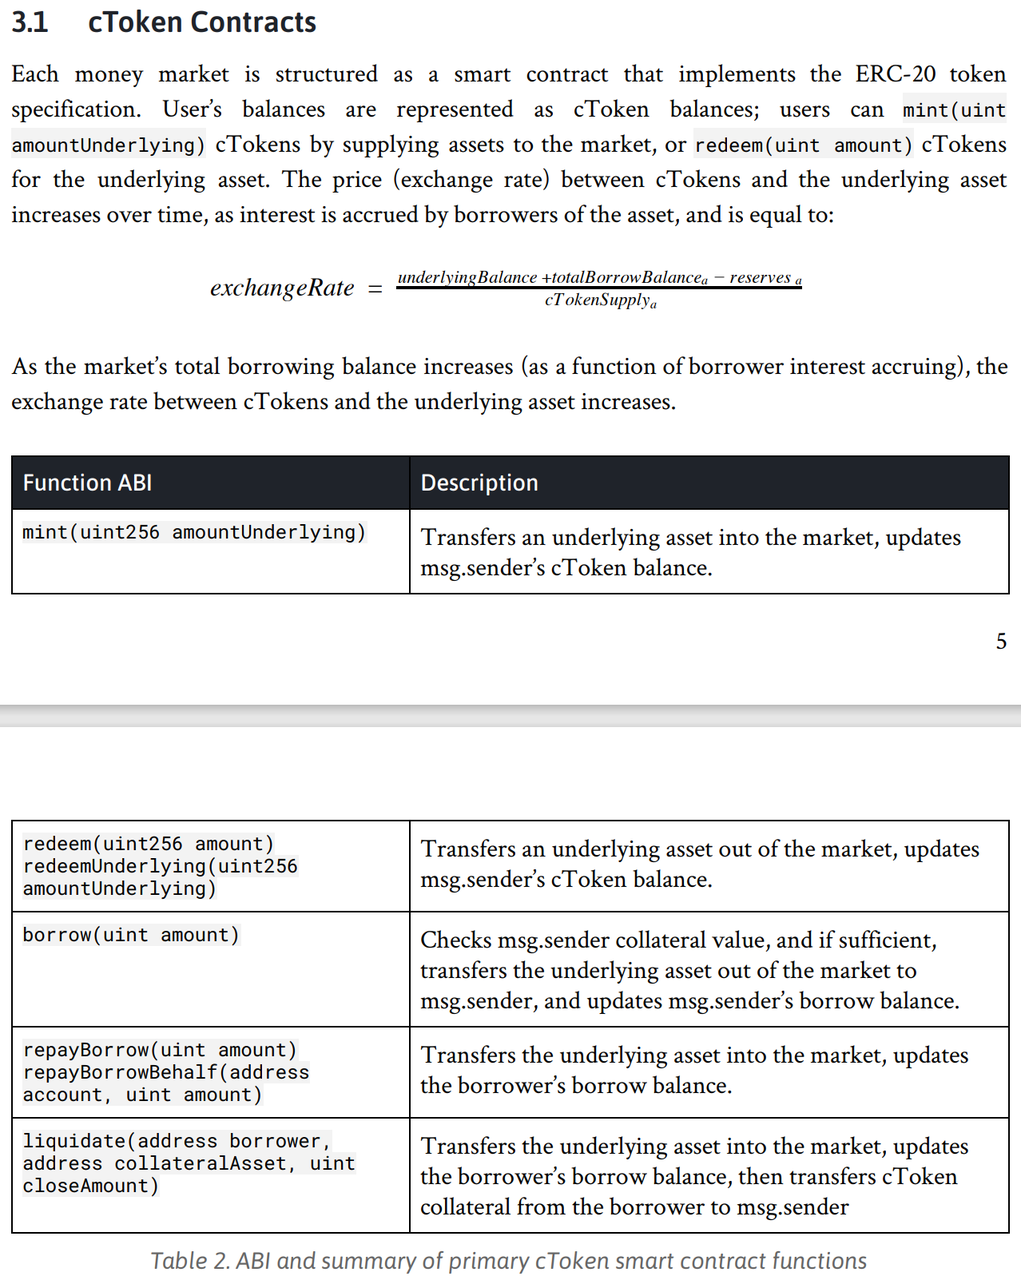 3.1 cToken Contracts
Each money market is structured as a smart contract that implements the ERC-20 token
specification. User’s balances are represented as cToken balances; users can mint(uint
amountUnderlying) cTokens by supplying assets to the market, or redeem(uint amount) cTokens
for the underlying asset. The price (exchange rate) between cTokens and the underlying asset
increases over time, as interest is accrued by borrowers of the asset, and is equal to:
exchangeRate = underlyingBalance +totalBorrowBalanceₐ − reserves ₐ
cTokenSupplyₐ
As the market’s total borrowing balance increases (as a function of borrower interest accruing), the
exchange rate between cTokens and the underlying asset increases.
Function ABI Description
mint(uint256 amountUnderlying)
Transfers an underlying asset into the market, updates
msg.sender’s cToken balance.
5
redeem(uint256 amount)
redeemUnderlying(uint256
amountUnderlying)
Transfers an underlying asset out of the market, updates
msg.sender’s cToken balance.
borrow(uint amount)
Checks msg.sender collateral value, and if sufficient,
transfers the underlying asset out of the market to
msg.sender, and updates msg.sender’s borrow balance.
repayBorrow(uint amount)
repayBorrowBehalf(address
account, uint amount)
Transfers the underlying asset into the market, updates
the borrower’s borrow balance.
liquidate(address borrower,
address collateralAsset, uint
closeAmount)
Transfers the underlying asset into the market, updates
the borrower’s borrow balance, then transfers cToken
collateral from the borrower to msg.sender
Table 2. ABI and summary of primary cToken smart contract functions